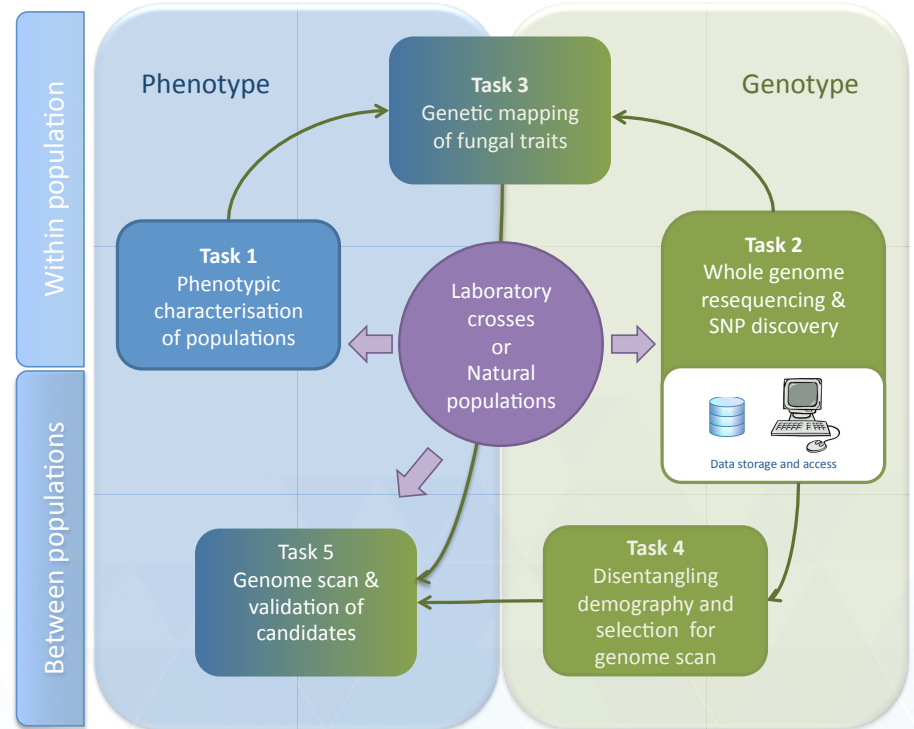 Within population
Between populations
Phenotype
Genotype
Task 3
Genetic mapping
of fungal traits
Task 1
Phenotypic
characterisation
of populations
Laboratory
crosses
or
Natural
populations
Task 2
Whole genome
resequencing &
SNP discovery
Data storage and access
Task 5
Genome scan &
validation of
candidates
Task 4
Disentangling
demography and
selection for
genome scan